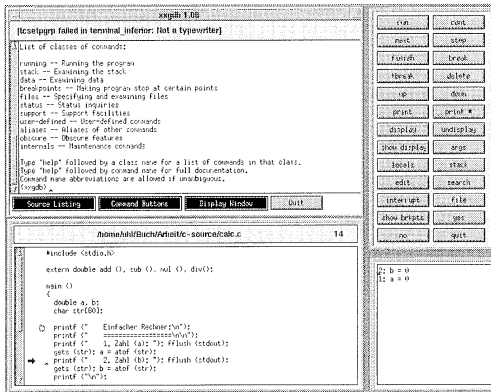 xxgdb 1.06
[tcsetpgrp failed in terminal_inferior: Not a typewriter]
List of classes of commands:
running -- Running the program
stack -- Examining the stack
data -- Examining data
breakpoints -- Making program stop at certain points
files -- Specifying and examining files
status -- Status inquiries
support -- Support facilities
user-defined -- User-defined commands
aliases -- Aliases of other commands
obscure -- Obscure features
internals -- Maintenance commands
Type "help" followed by a class name for a list of commands in that class.
Type "help" followed by command name for full documentation.
Command name abbreviations are allowed if unambiguous.
(xxgdb)
Source Listing Command Buttons Display Window Quit
/home/uhl/Buch/Arbeit/c-source/calc.c 14
#include <stdio.h>
extern double add (), sub (), mul (), div();
main ()
{
double a, b;
char str[80];
printf (" Einfacher Rechner:\n");
printf (" ==================\n\n");
printf (" 1. Zahl (a): "); fflush (stdout);
gets (str); a = atof (str);
printf (" 2. Zahl (b): "); fflush (stdout);
gets (str); b = atof (str);
printf ("\n");
run cont
next step
finish break
tbreak delete
up down
print print *
display undisplay
show display args
locals stack
edit search
interrupt file
show brkpts yes
no quit
2: b = 0
1: a = 0